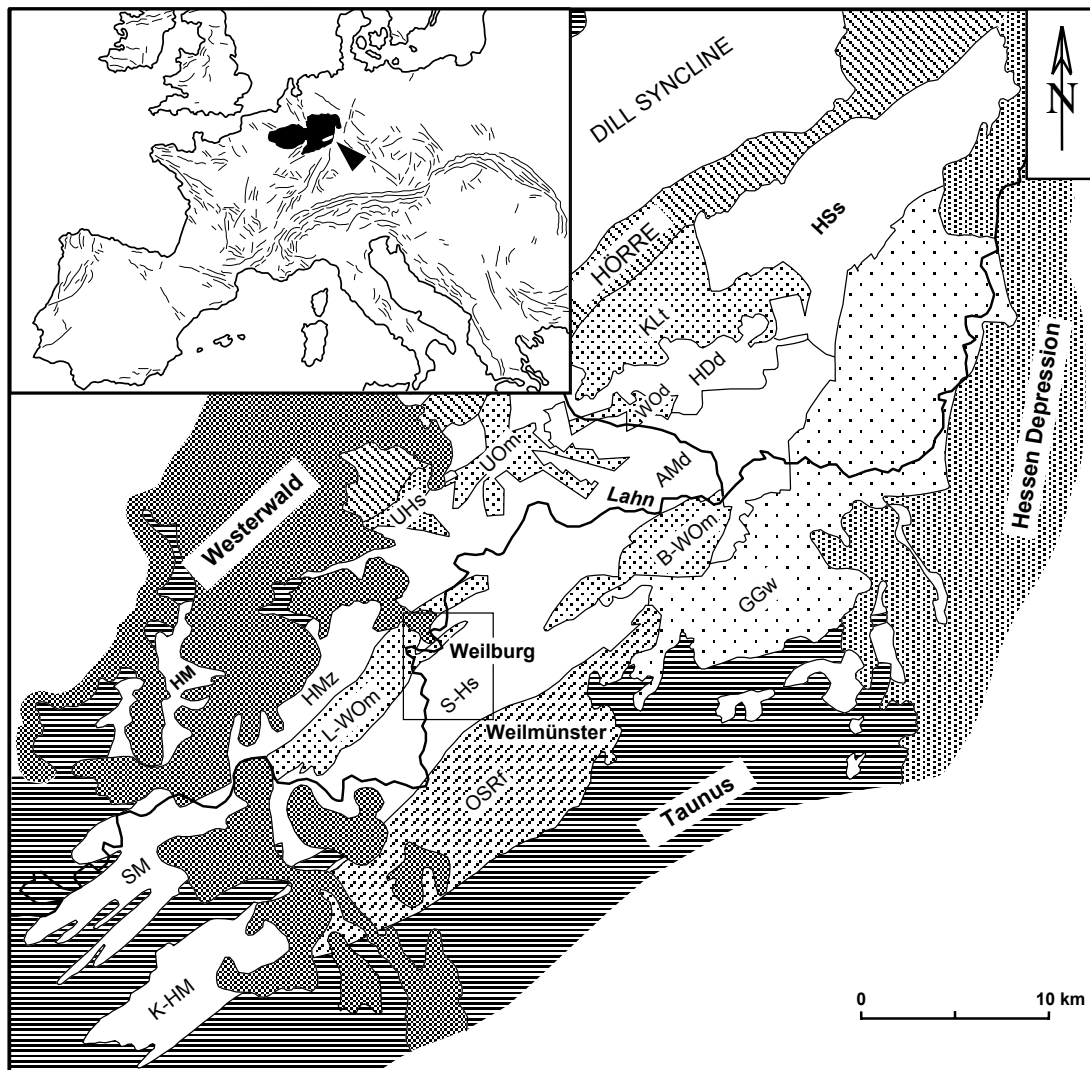 N
DILL SYNCLINE
HÖRRE
HSs
KLt
HDd
WOd
UOm
AMd
Lahn
UHs
B-WOm
GGw
Westerwald
Hessen Depression
HM
HMz
L-WOm
Weilburg
S-Hs
Weilmünster
OSRf
Taunus
SM
K-HM
0 10 km